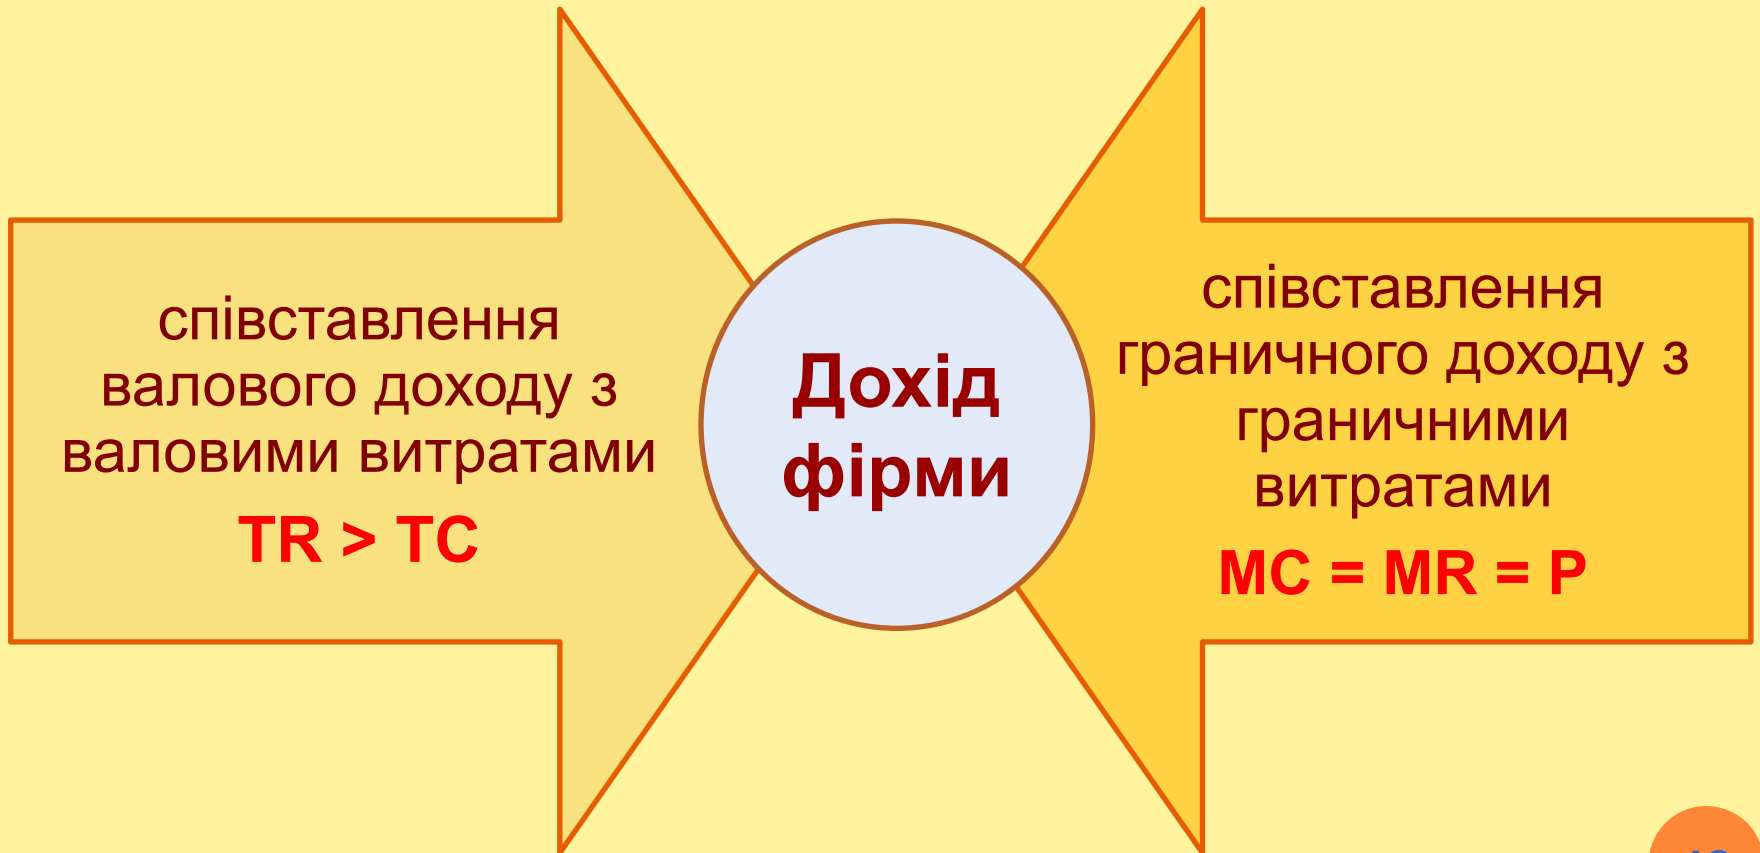 співставлення
валового доходу з
валовими витратами
TR > TC
Дохід
фірми
співставлення
граничного доходу з
граничними
витратами
MC = MR = P